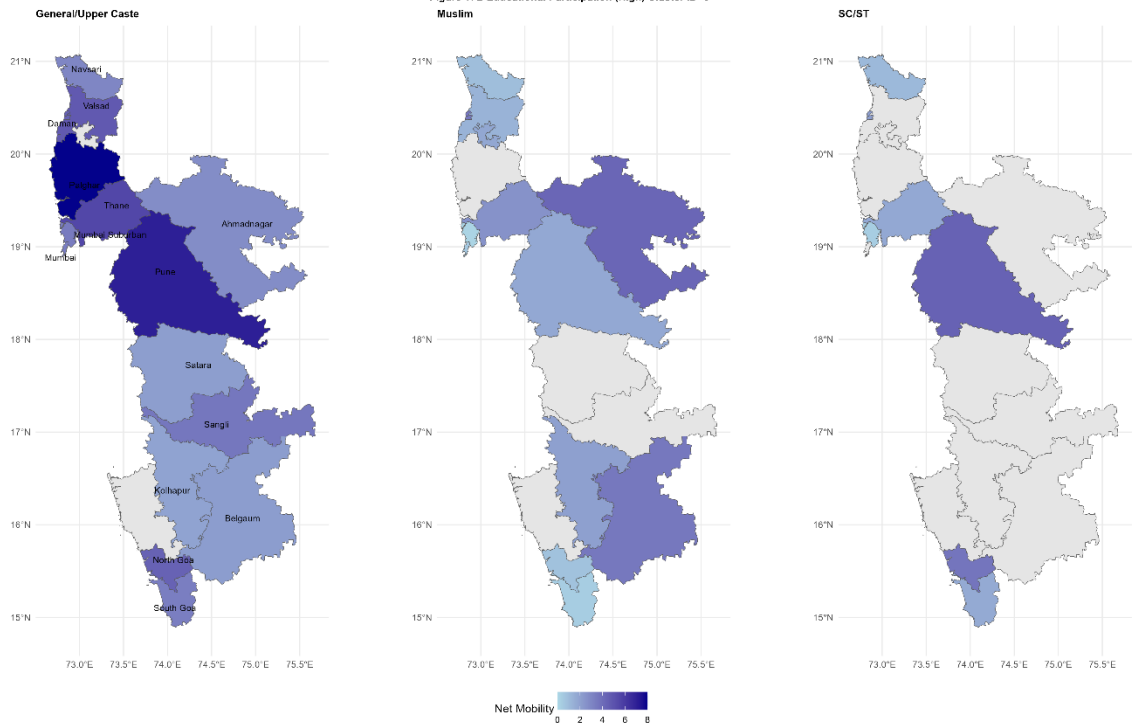 General/Upper Caste
Muslim
SC/ST
21°N
20°N
19°N
18°N
17°N
16°N
15°N
Navsari
Valsad
Daman
Thane
Mumbai Suburban
Mumbai
Ahmadnagar
Pune
Satara
Sangli
Kolhapur
Belgaum
North Goa
South Goa
73.0°E 73.5°E 74.0°E 74.5°E 75.0°E 75.5°E
21°N
20°N
19°N
18°N
17°N
16°N
15°N
73.0°E 73.5°E 74.0°E 74.5°E 75.0°E 75.5°E
21°N
20°N
19°N
18°N
17°N
16°N
15°N
73.0°E 73.5°E 74.0°E 74.5°E 75.0°E 75.5°E
Net Mobility
0 2 4 6 8